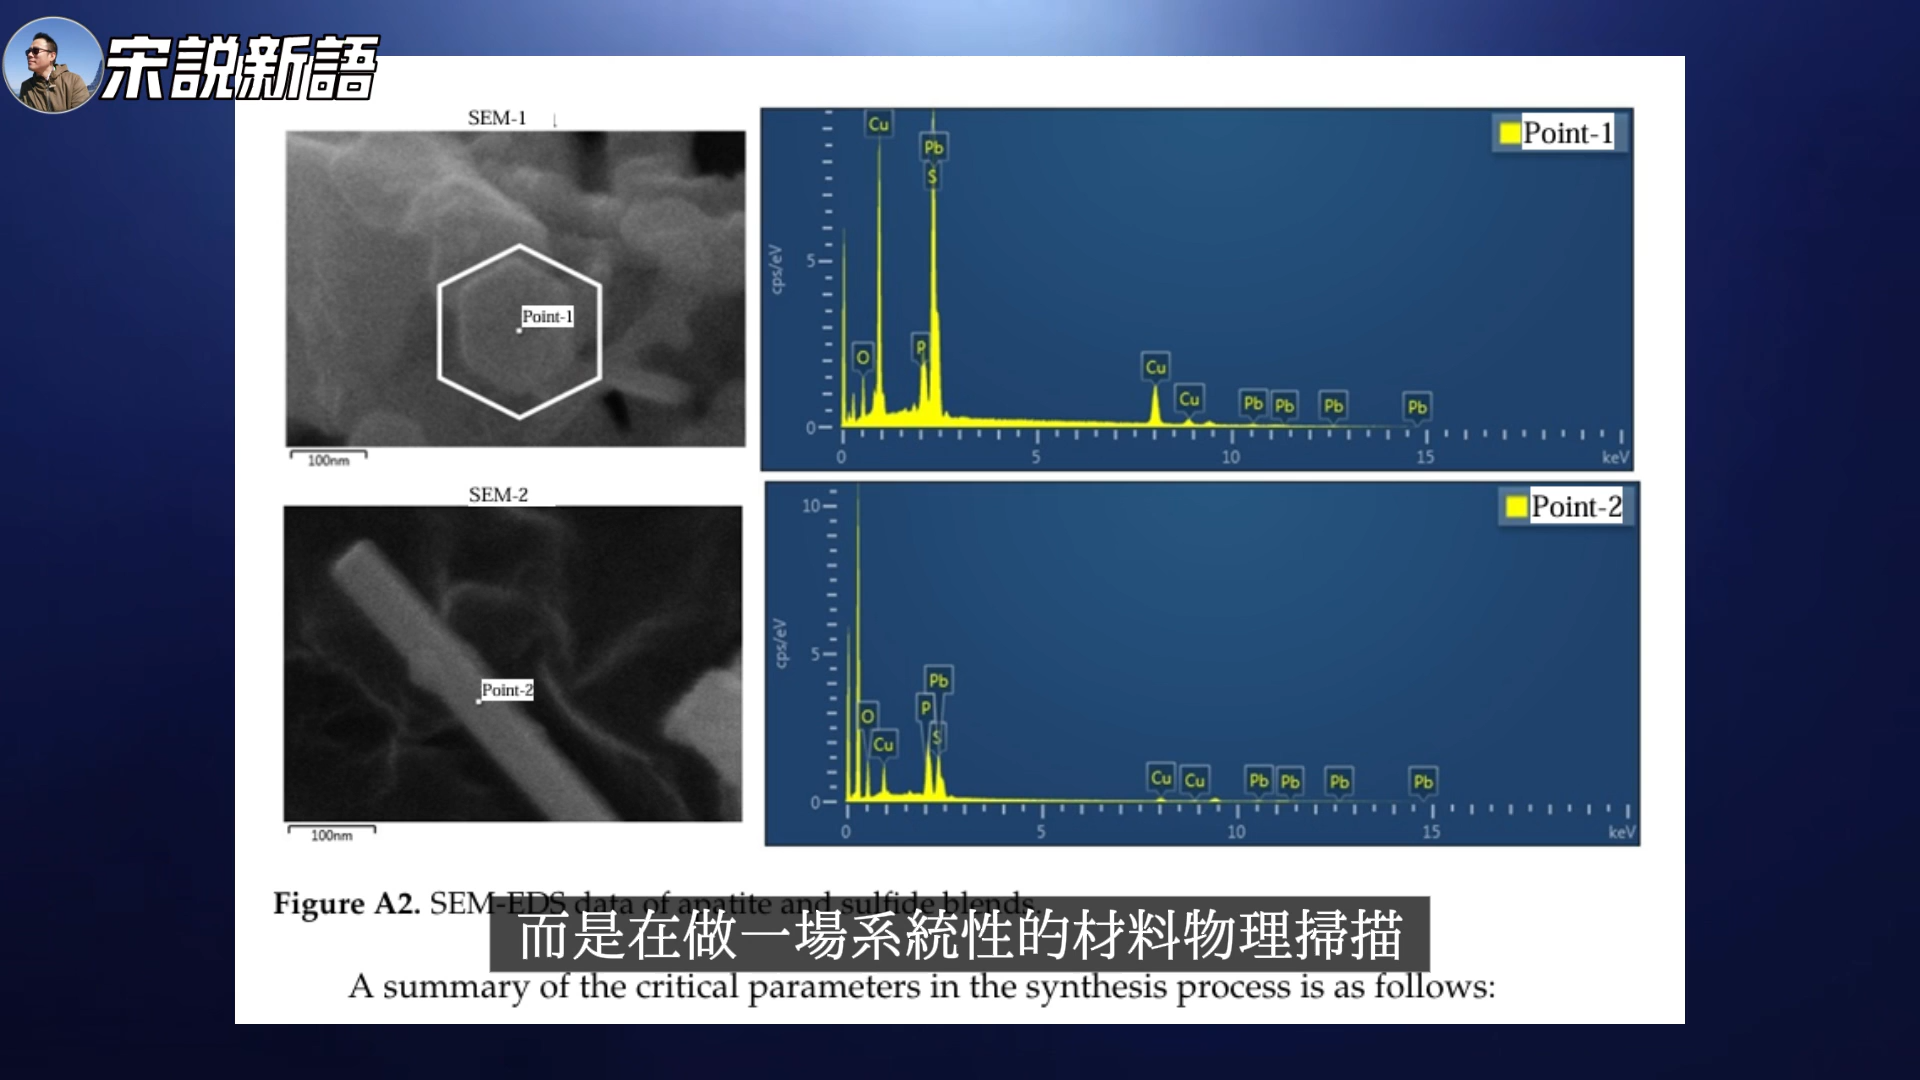 宋説新語
SEM-1 ↓
Point-1
100nm
cps/eV
5
0
Cu
Pb
S
O
P
Cu
Cu
Pb
Pb
Pb
Pb
Point-1
0 5 10 15 keV
SEM-2
Point-2
100nm
cps/eV
10
5
0
Pb
P
O
S
Cu
Cu
Cu
Pb
Pb
Pb
Pb
Point-2
0 5 10 15 keV
Figure A2. SEM-EDS data of apatite and sulfide blends.
而是在做一場系統性的材料物理掃描
A summary of the critical parameters in the synthesis process is as follows: